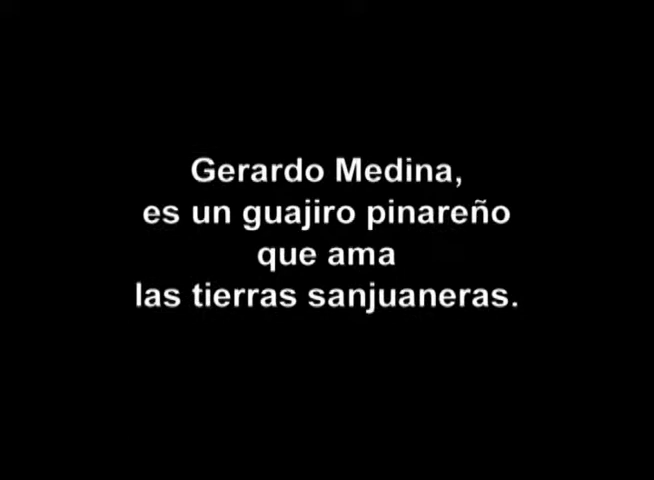 Gerardo Medina,
es un guajiro pinareño
que ama
las tierras sanjuaneras.